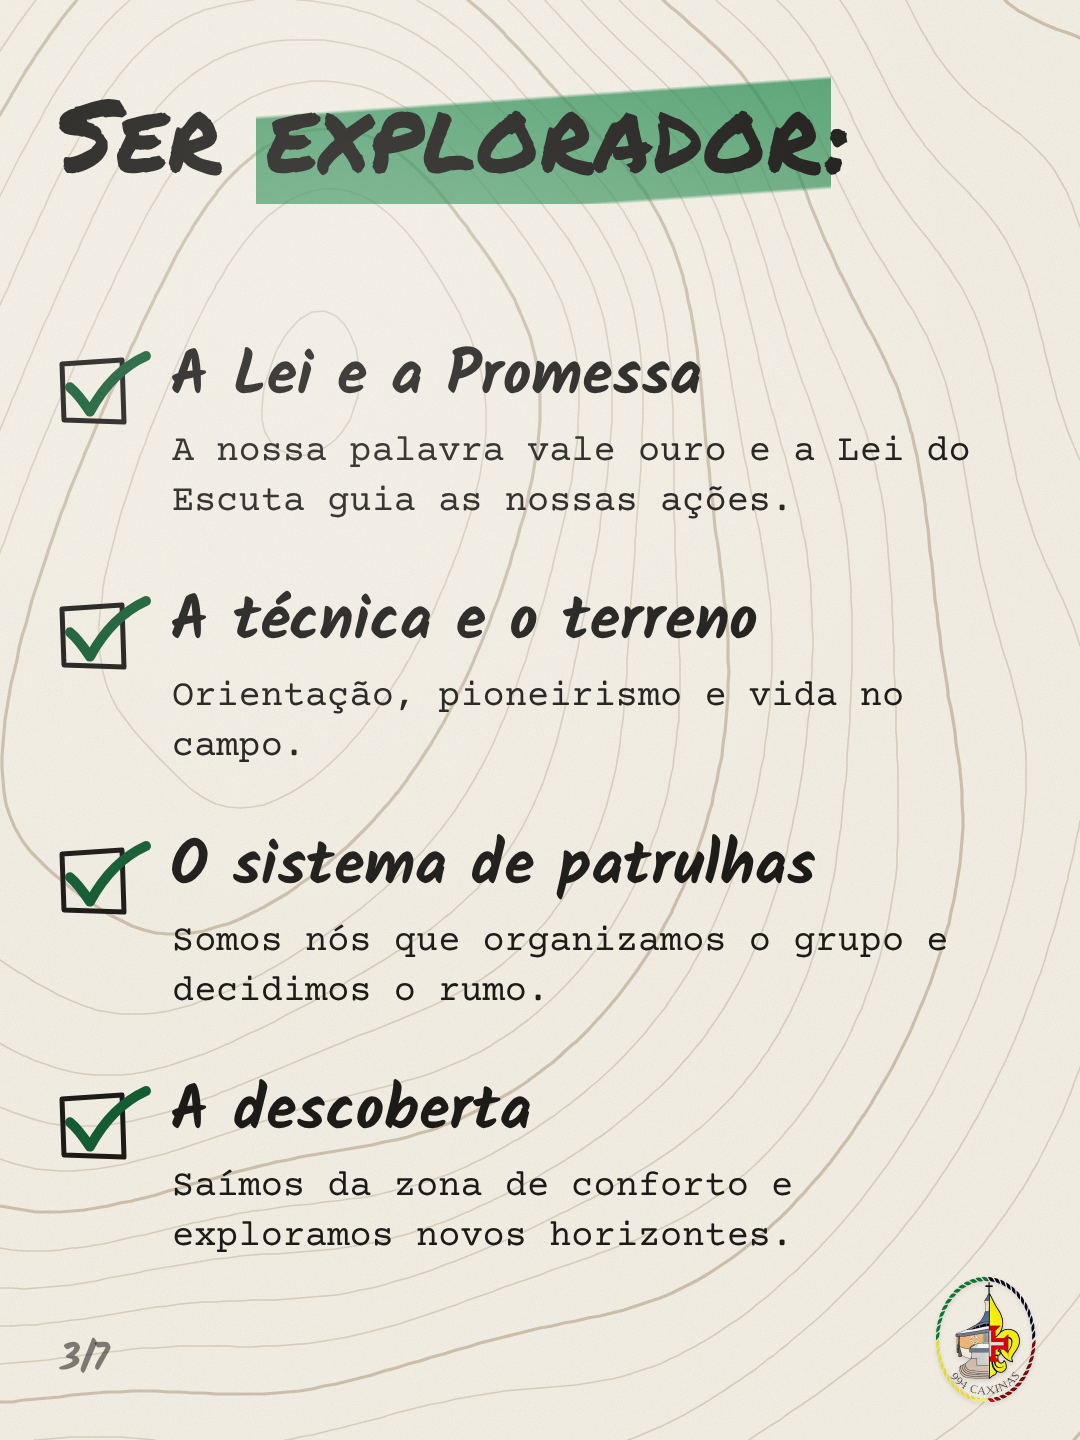 SER EXPLORADOR:
A Lei e a Promessa
A nossa palavra vale ouro e a Lei do
Escuta guia as nossas ações.
A técnica e o terreno
Orientação, pioneirismo e vida no
campo.
O sistema de patrulhas
Somos nós que organizamos o grupo e
decidimos o rumo.
A descoberta
Saímos da zona de conforto e
exploramos novos horizontes.
3/7
994 CAXINAS